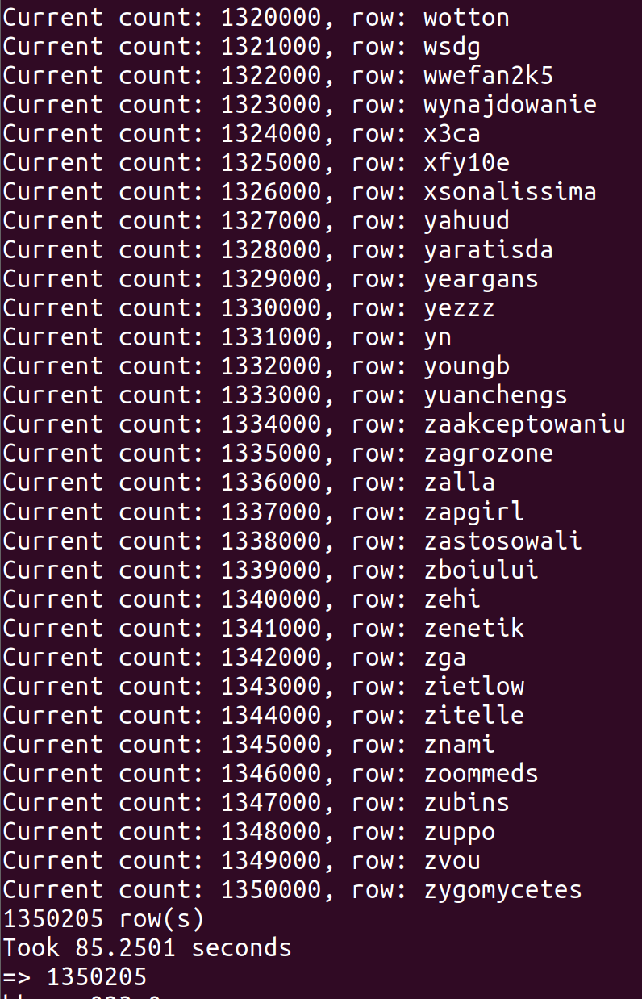 Current count: 1320000, row: wotton
Current count: 1321000, row: wsdg
Current count: 1322000, row: wwefan2k5
Current count: 1323000, row: wynajdowanie
Current count: 1324000, row: x3ca
Current count: 1325000, row: xfy10e
Current count: 1326000, row: xsonalissima
Current count: 1327000, row: yahuud
Current count: 1328000, row: yaratisda
Current count: 1329000, row: yeargans
Current count: 1330000, row: yezzz
Current count: 1331000, row: yn
Current count: 1332000, row: youngb
Current count: 1333000, row: yuanchengs
Current count: 1334000, row: zaakceptowaniu
Current count: 1335000, row: zagrozone
Current count: 1336000, row: zalla
Current count: 1337000, row: zapgirl
Current count: 1338000, row: zastosowali
Current count: 1339000, row: zboiului
Current count: 1340000, row: zehi
Current count: 1341000, row: zenetik
Current count: 1342000, row: zga
Current count: 1343000, row: zietlow
Current count: 1344000, row: zitelle
Current count: 1345000, row: znami
Current count: 1346000, row: zoommeds
Current count: 1347000, row: zubins
Current count: 1348000, row: zuppo
Current count: 1349000, row: zvou
Current count: 1350000, row: zygomycetes
1350205 row(s)
Took 85.2501 seconds
=> 1350205